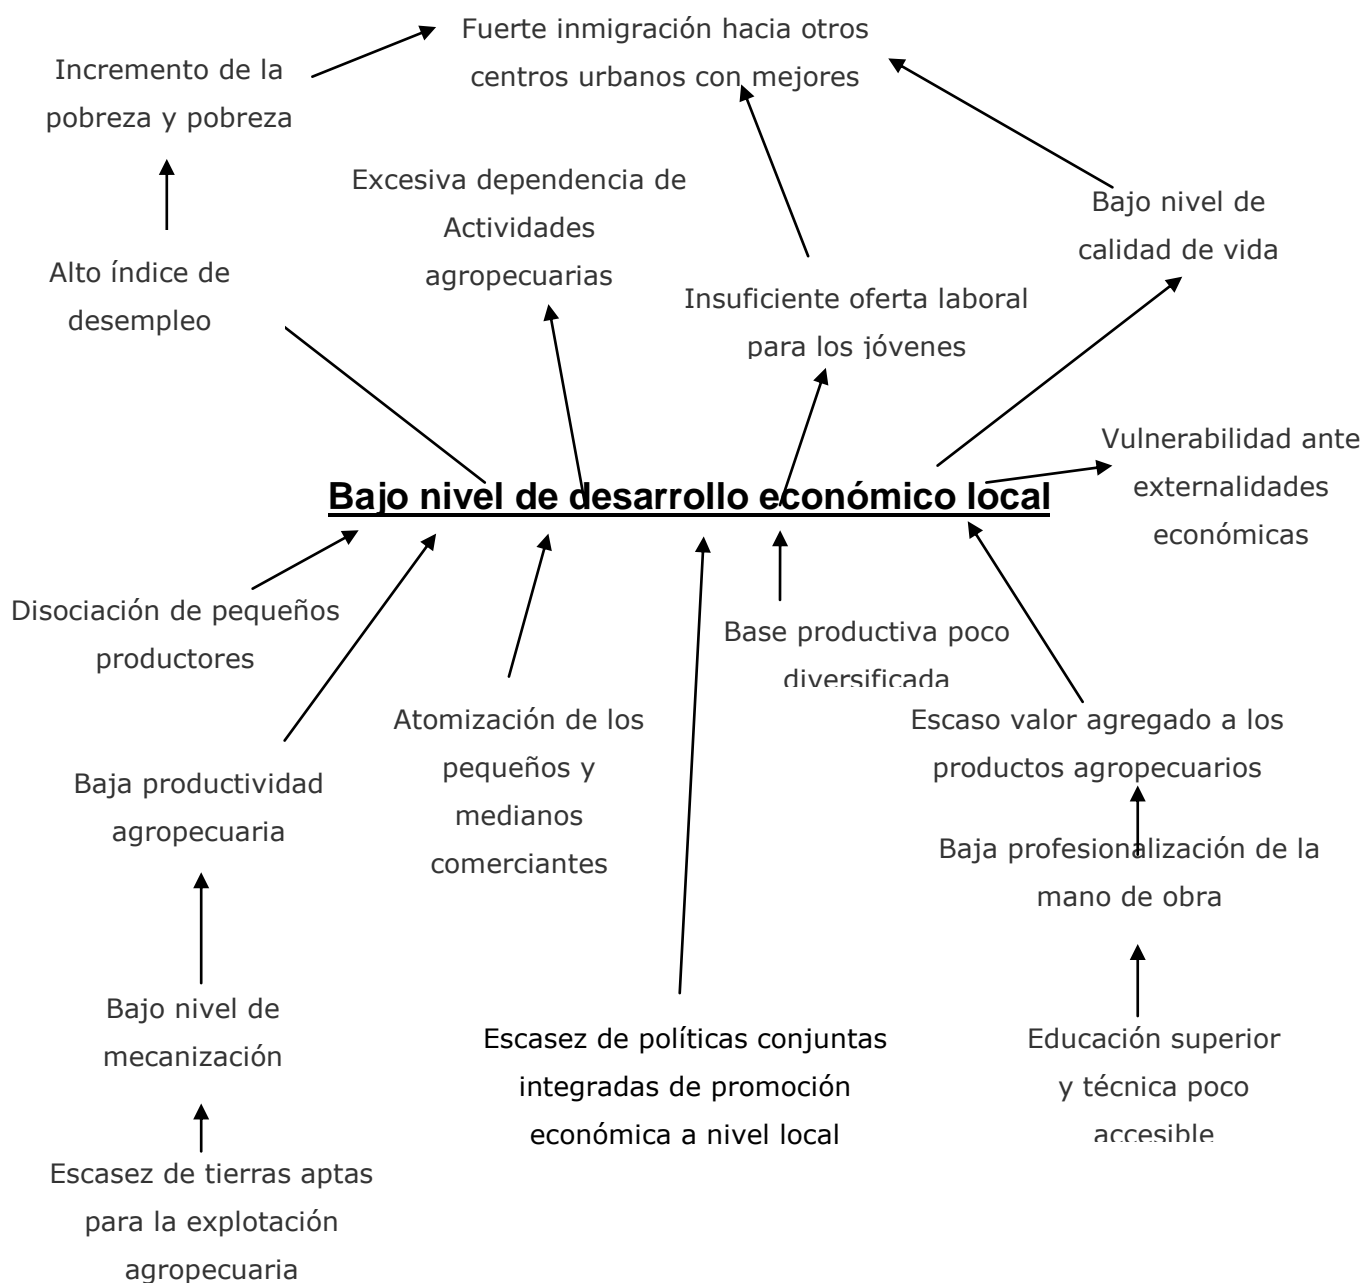 Fuerte inmigración hacia otros
centros urbanos con mejores
Incremento de la
pobreza y pobreza
Excesiva dependencia de
Actividades
agropecuarias
Bajo nivel de
calidad de vida
Alto índice de
desempleo
Insuficiente oferta laboral
para los jóvenes
Vulnerabilidad ante
externalidades
económicas
Bajo nivel de desarrollo económico local
Disociación de pequeños
productores
Base productiva poco
diversificada
Atomización de los
pequeños y
medianos
comerciantes
Escaso valor agregado a los
productos agropecuarios
Baja productividad
agropecuaria
Baja profesionalización de la
mano de obra
Bajo nivel de
mecanización
Escasez de políticas conjuntas
integradas de promoción
económica a nivel local
Educación superior
y técnica poco
accesible
Escasez de tierras aptas
para la explotación
agropecuaria